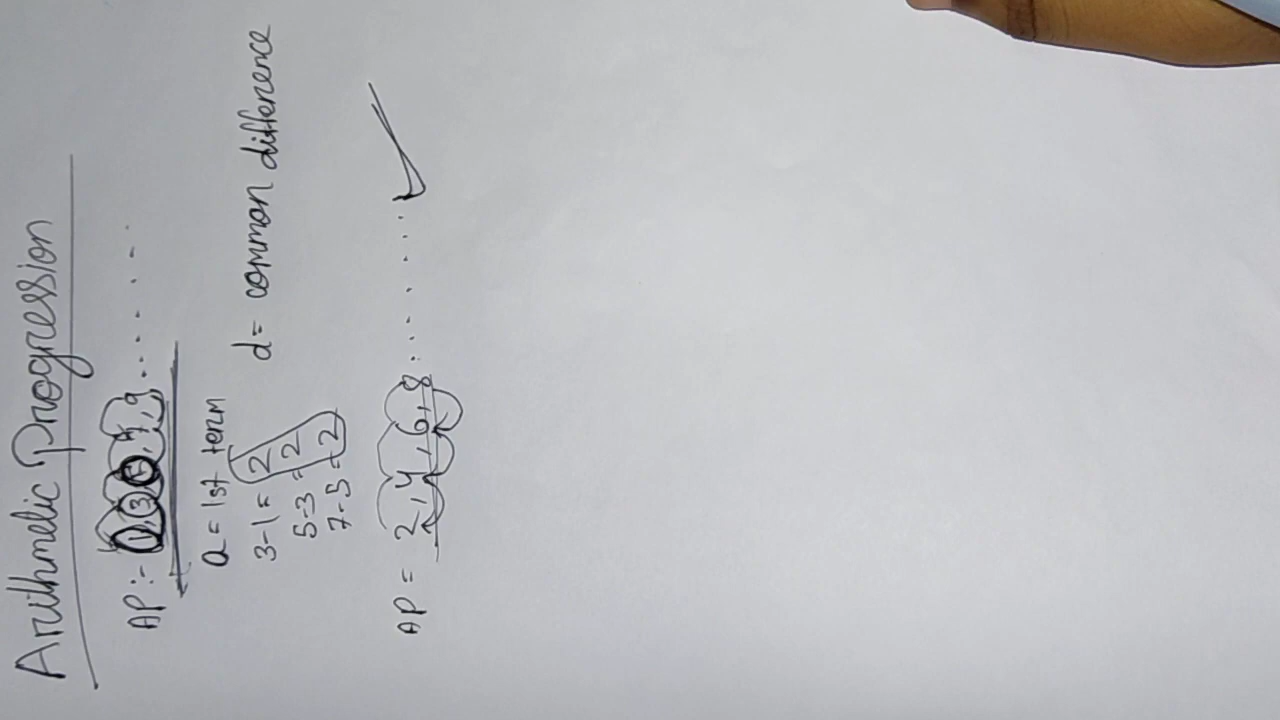 Arithmetic Progression
AP:- 1, 3, 5, 7, 9, . . . . . . .
a = 1st term
d = common difference
3-1 = 2
5-3 = 2
7-5 = 2
AP = 2, 4, 6, 8 . . . . . . .